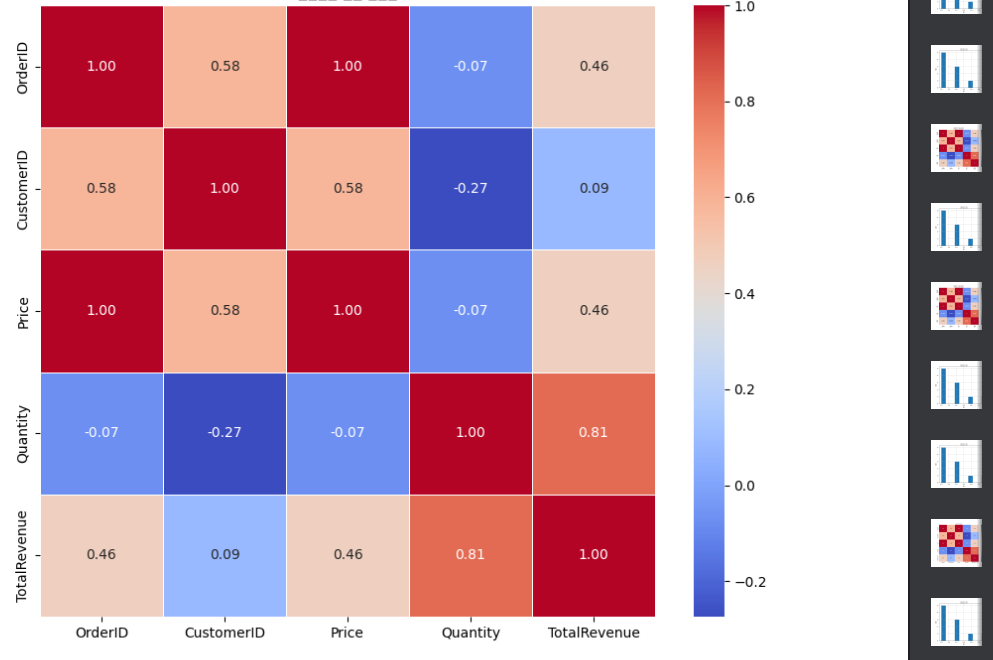 OrderID 1.00 0.58 1.00 -0.07 0.46
CustomerID 0.58 1.00 0.58 -0.27 0.09
Price 1.00 0.58 1.00 -0.07 0.46
Quantity -0.07 -0.27 -0.07 1.00 0.81
TotalRevenue 0.46 0.09 0.46 0.81 1.00
OrderID CustomerID Price Quantity TotalRevenue
1.0
0.8
0.6
0.4
0.2
0.0
−0.2